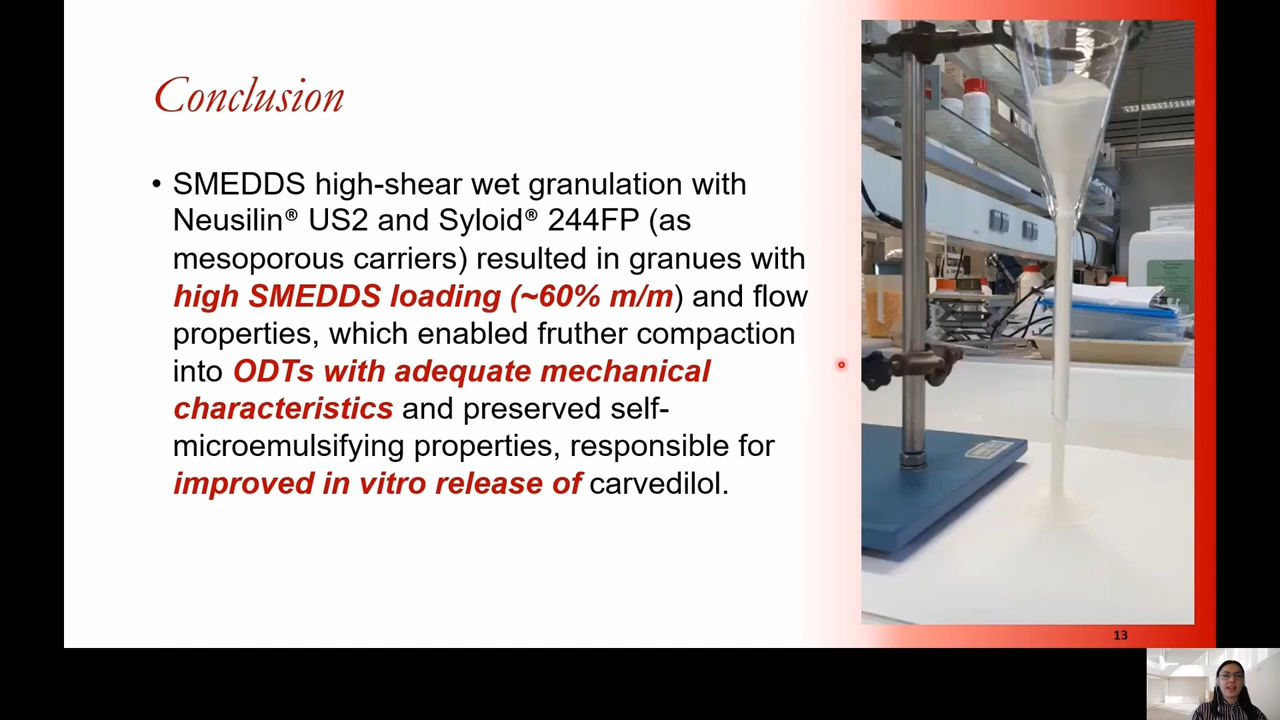 Conclusion
• SMEDDS high-shear wet granulation with
Neusilin® US2 and Syloid® 244FP (as
mesoporous carriers) resulted in granues with
high SMEDDS loading (~60% m/m) and flow
properties, which enabled fruther compaction
into ODTs with adequate mechanical
characteristics and preserved self-
microemulsifying properties, responsible for
improved in vitro release of carvedilol.
13